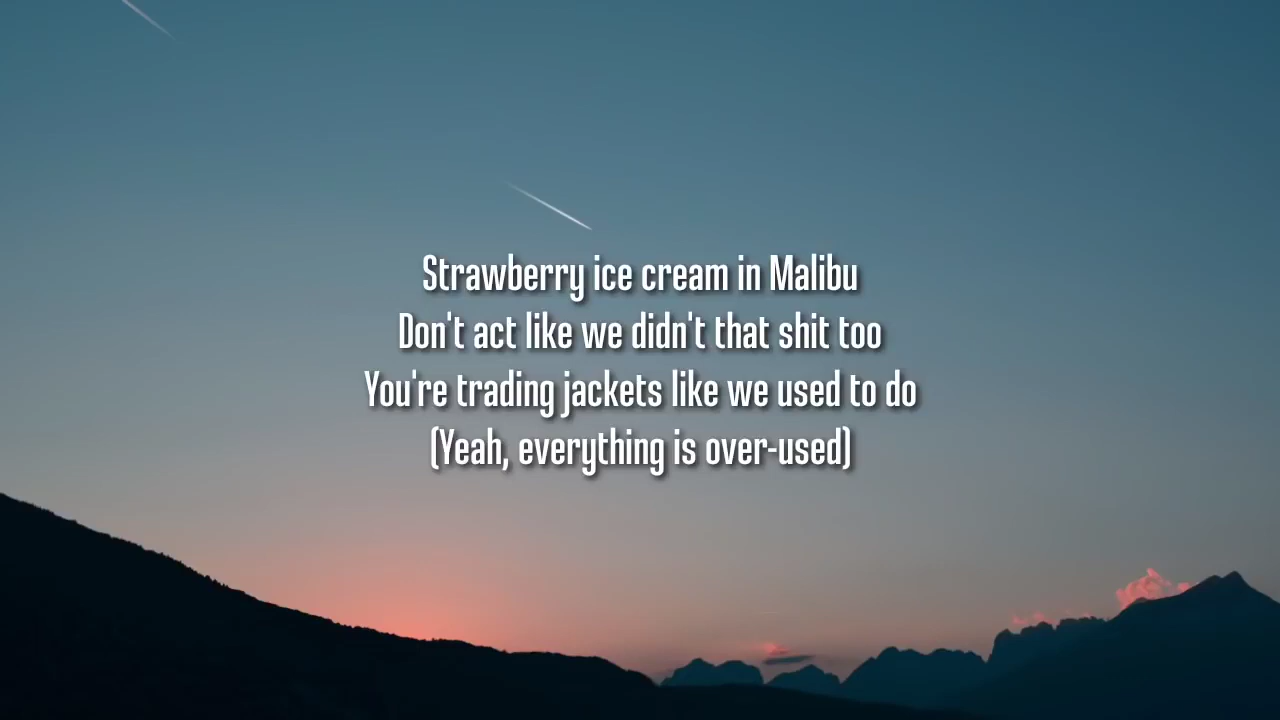 Strawberry ice cream in Malibu
Don't act like we didn't that shit too
You're trading jackets like we used to do
(Yeah, everything is over-used)